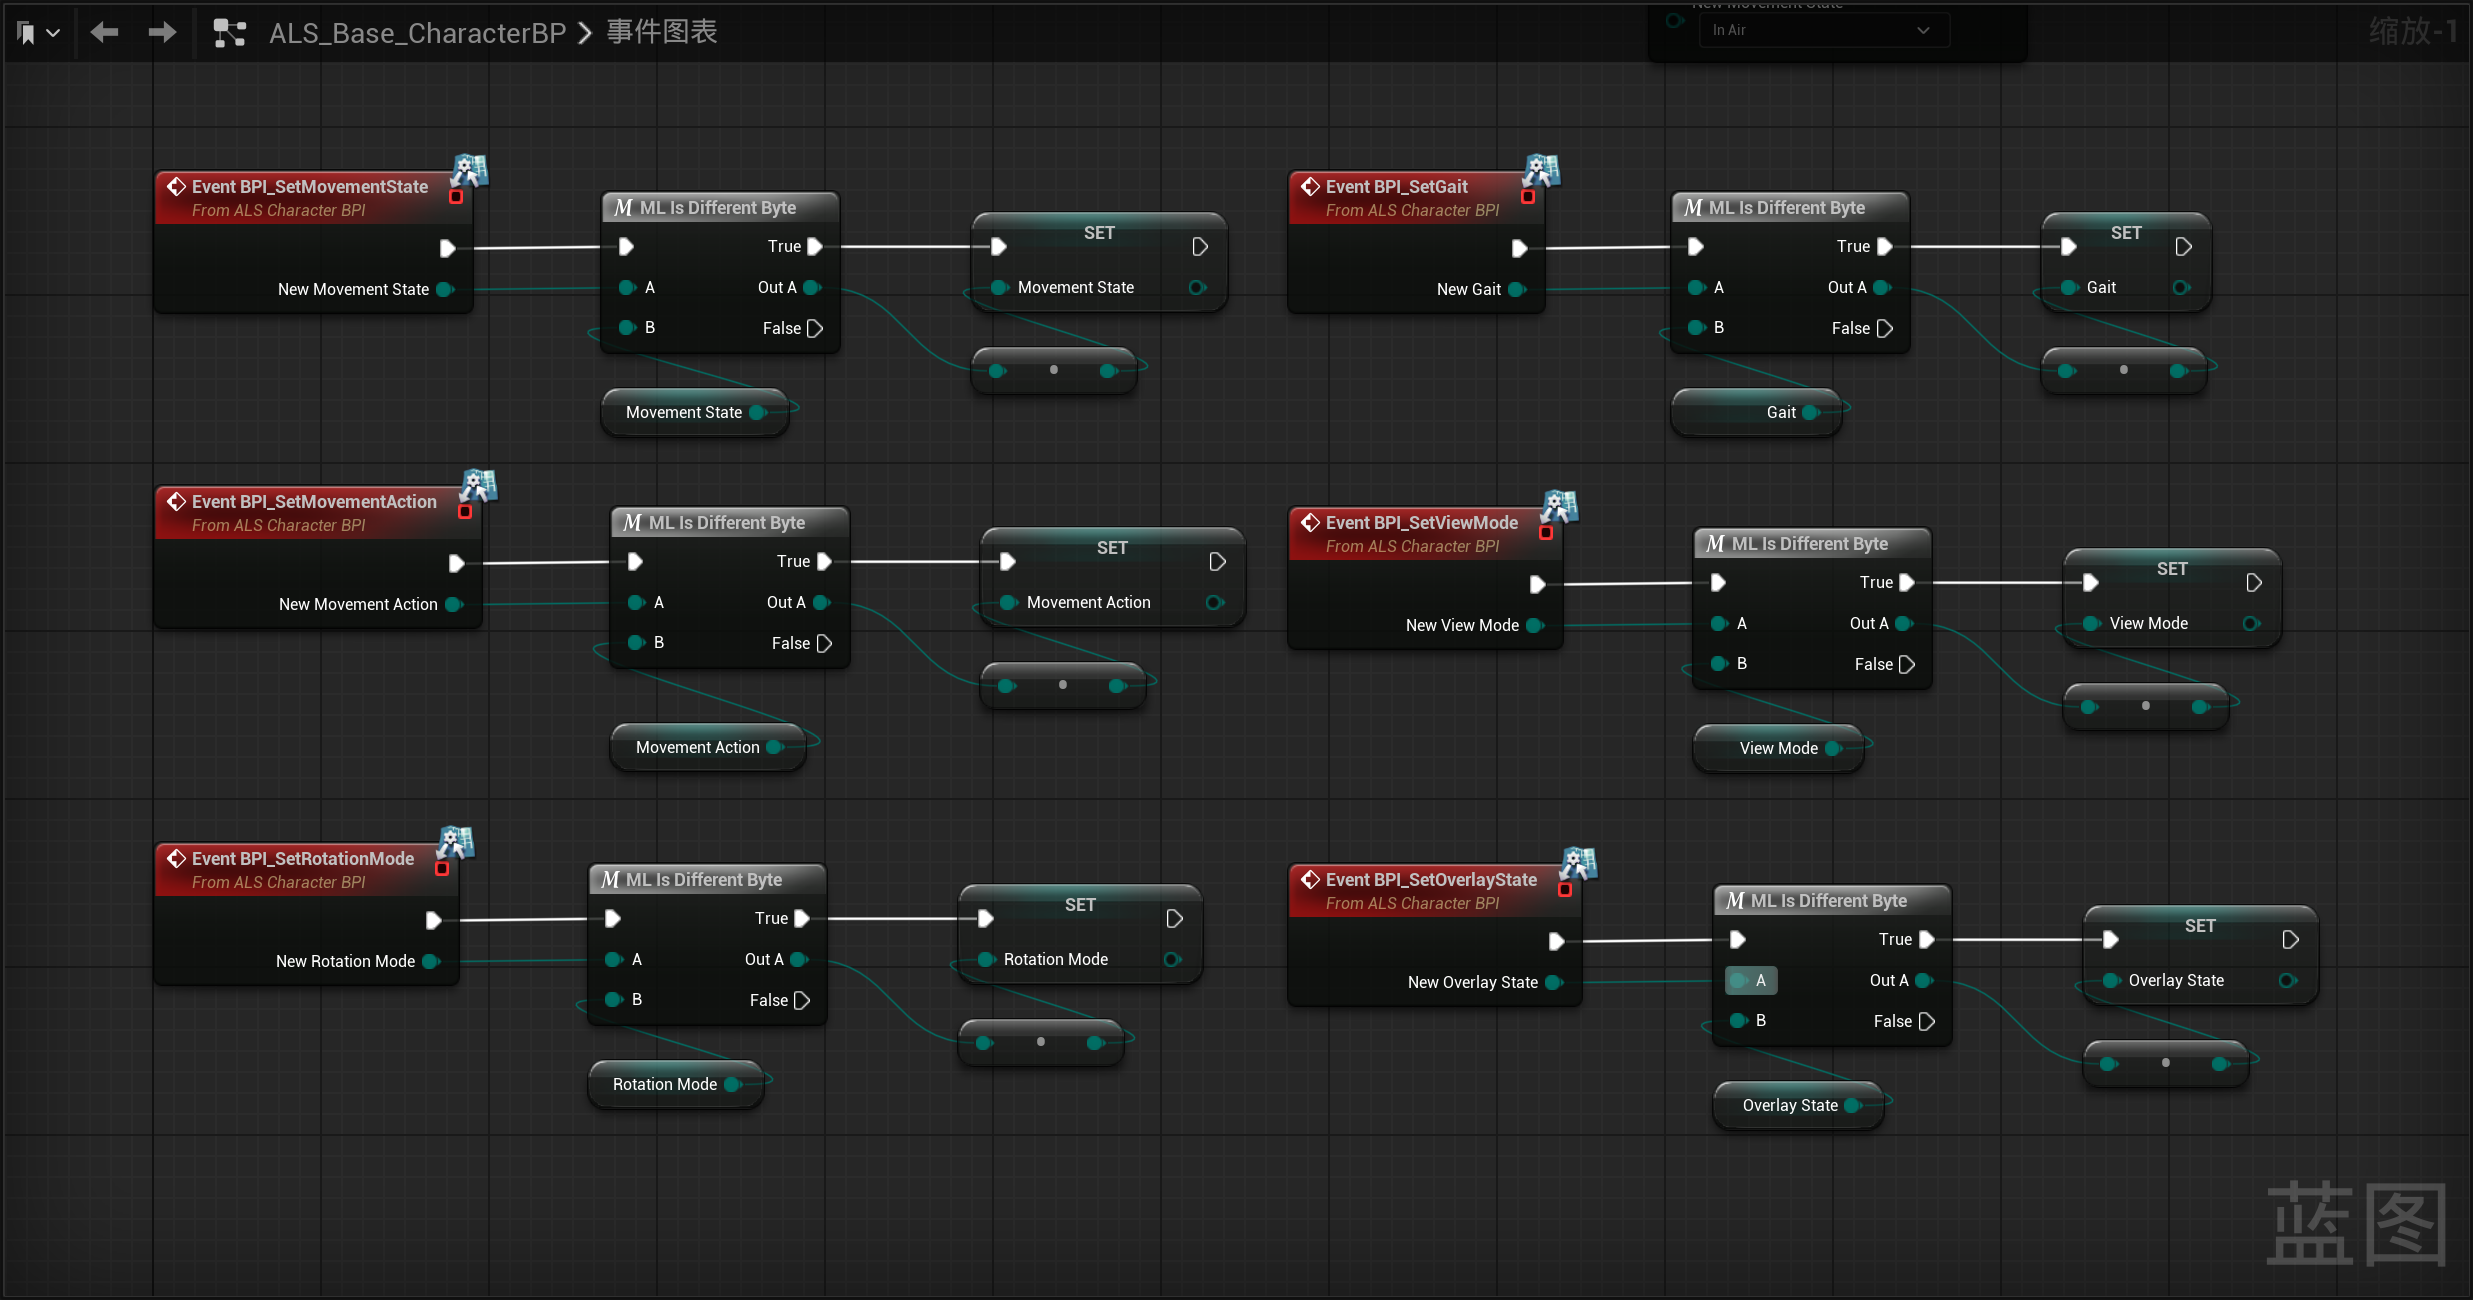 ALS_Base_CharacterBP > 事件图表
New Movement State
In Air
缩放-1
Event BPI_SetMovementState
From ALS Character BPI
New Movement State
ML Is Different Byte
True
A
Out A
B
False
Movement State
SET
Movement State
Event BPI_SetGait
From ALS Character BPI
New Gait
ML Is Different Byte
True
A
Out A
B
False
Gait
SET
Gait
Event BPI_SetMovementAction
From ALS Character BPI
New Movement Action
ML Is Different Byte
True
A
Out A
B
False
Movement Action
SET
Movement Action
Event BPI_SetViewMode
From ALS Character BPI
New View Mode
ML Is Different Byte
True
A
Out A
B
False
View Mode
SET
View Mode
Event BPI_SetRotationMode
From ALS Character BPI
New Rotation Mode
ML Is Different Byte
True
A
Out A
B
False
Rotation Mode
SET
Rotation Mode
Event BPI_SetOverlayState
From ALS Character BPI
New Overlay State
ML Is Different Byte
True
A
Out A
B
False
Overlay State
SET
Overlay State
蓝图